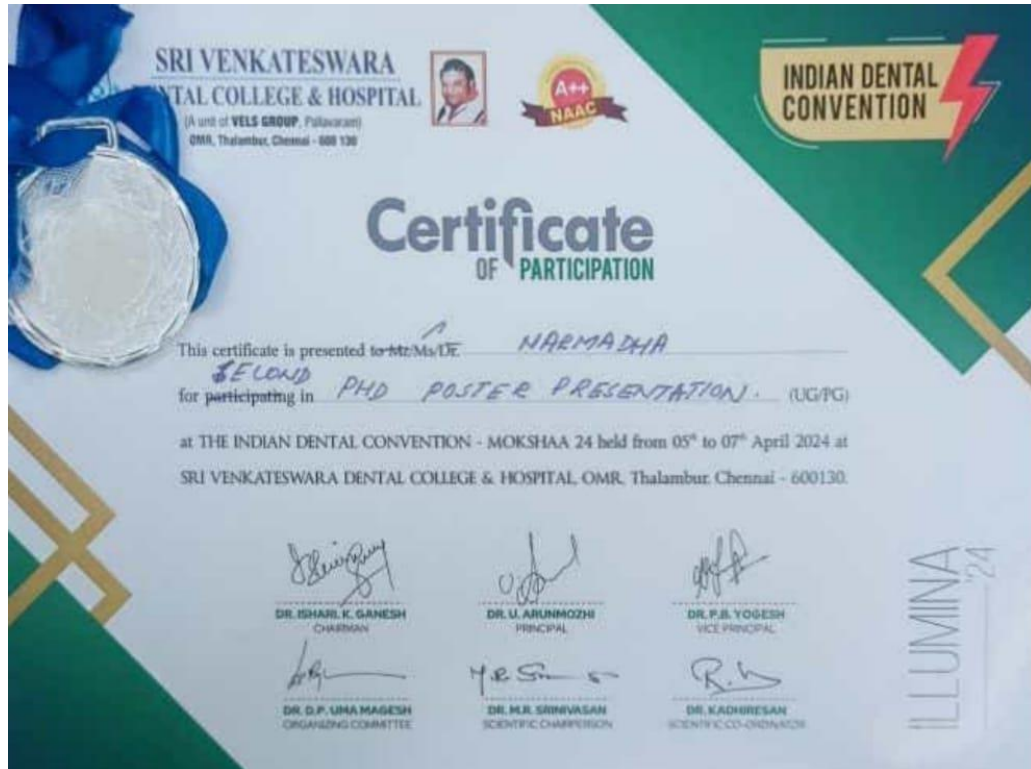 SRI VENKATESWARA
NTAL COLLEGE & HOSPITAL
(A unit of VELS GROUP, Pallavaram)
OMR, Thalambur, Chennai - 600 130
A++
NAAC
INDIAN DENTAL
CONVENTION
Certificate
OF PARTICIPATION
This certificate is presented to Mr/Ms/Dr. NARMADHA
SECOND
for participating in PHD POSTER PRESENTATION. (UG/PG)
at THE INDIAN DENTAL CONVENTION - MOKSHAA 24 held from 05th to 07th April 2024 at
SRI VENKATESWARA DENTAL COLLEGE & HOSPITAL, OMR, Thalambur, Chennai - 600130.
DR. ISHARI. K. GANESH
CHAIRMAN
DR. U. ARUNMOZHI
PRINCIPAL
DR. P.B. YOGESH
VICE PRINCIPAL
DR. D.P. UMA MAGESH
ORGANIZING COMMITTEE
DR. M.R. SRINIVASAN
SCIENTIFIC CHAIRPERSON
DR. KADHIRESAN
SCIENTIFIC CO-ORDINATOR
ILLUMINA '24